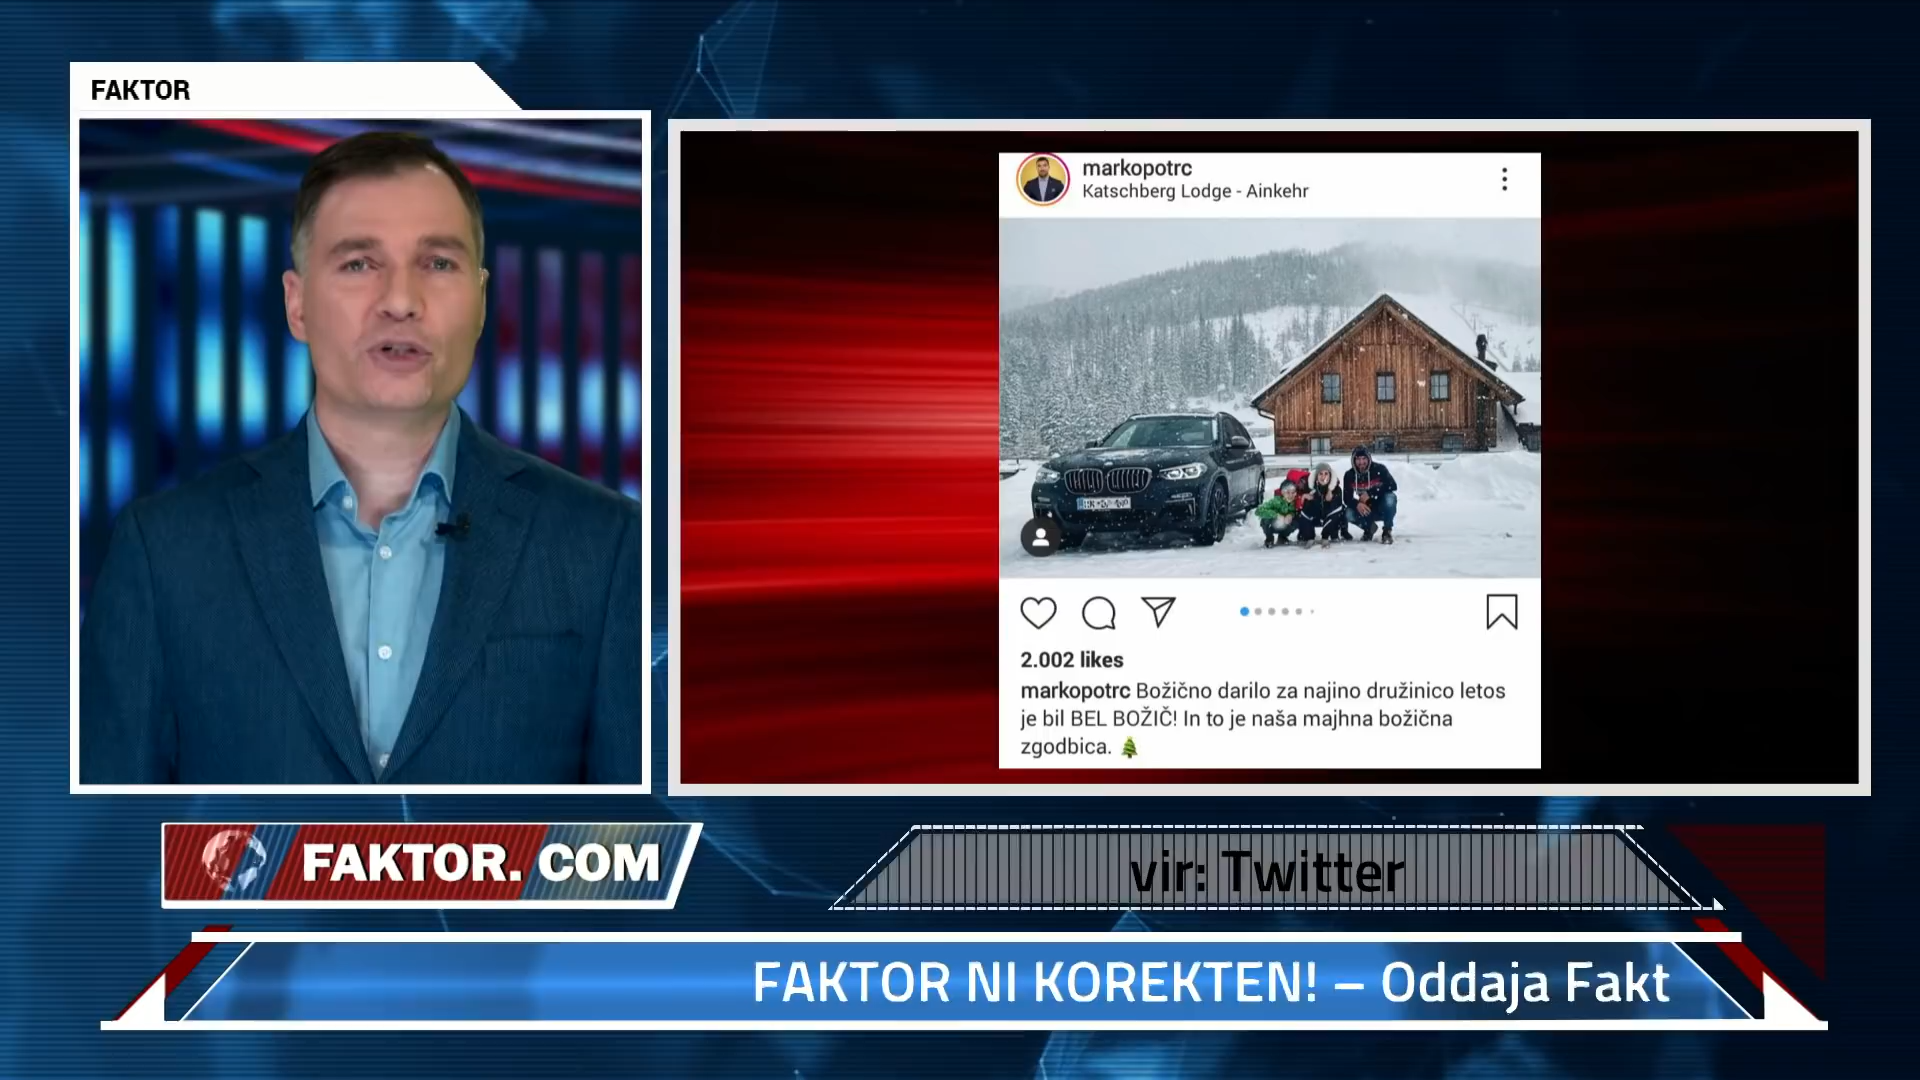 FAKTOR
markopotrc
Katschberg Lodge - Ainkehr
2.002 likes
markopotrc Božično darilo za najino družinico letos
je bil BEL BOŽIČ! In to je naša majhna božična
zgodbica.
FAKTOR. COM
vir: Twitter
FAKTOR NI KOREKTEN! – Oddaja Fakt